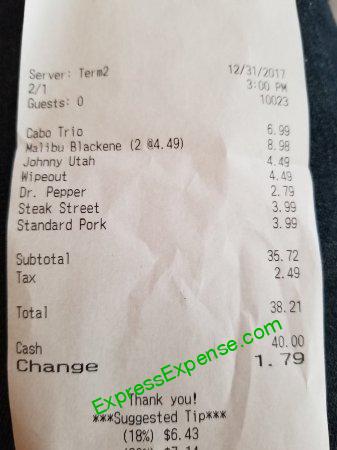 Server: Term2 12/31/2017
2/1 3:00 PM
Guests: 0 10023
Cabo Trio 6.99
Malibu Blackene (2 @4.49) 8.98
Johnny Utah 4.49
Wipeout 4.49
Dr. Pepper 2.79
Steak Street 3.99
Standard Pork 3.99
Subtotal 35.72
Tax 2.49
Total 38.21
Cash 40.00
Change 1.79
ExpressExpense.com
Thank you!
***Suggested Tip***
(18%) $6.43